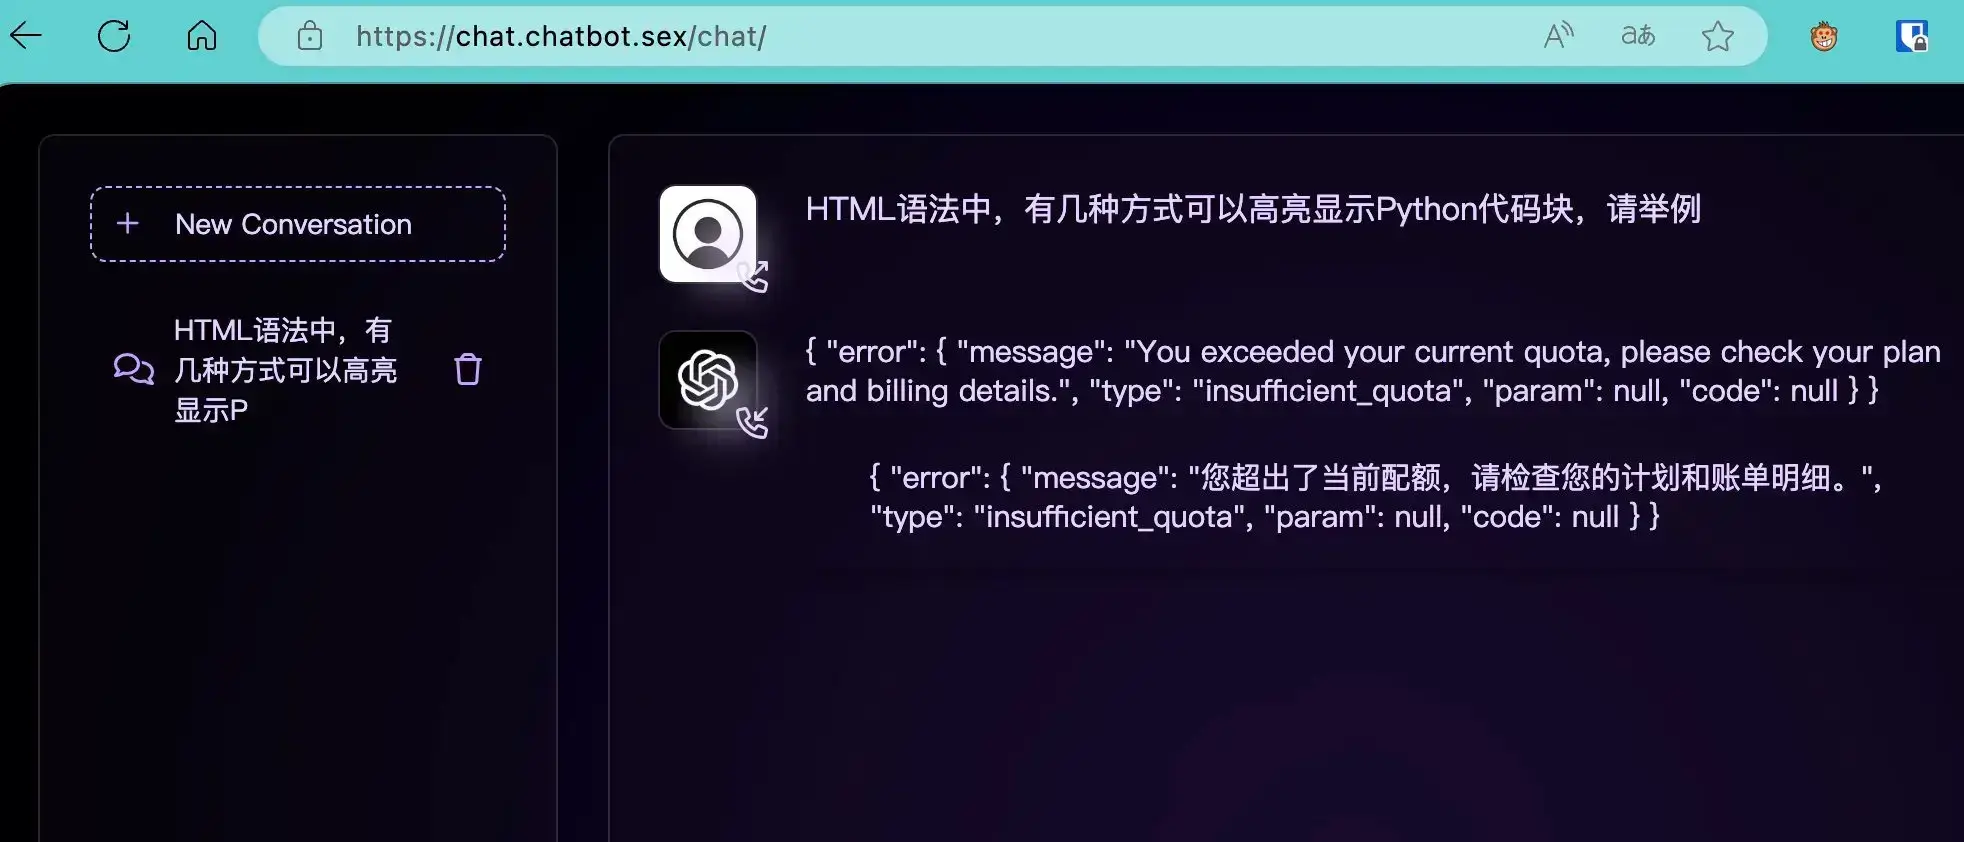 https://chat.chatbot.sex/chat/
New Conversation
HTML语法中，有
几种方式可以高亮
显示P
HTML语法中，有几种方式可以高亮显示Python代码块，请举例
{ "error": { "message": "You exceeded your current quota, please check your plan
and billing details.", "type": "insufficient_quota", "param": null, "code": null } }
{ "error": { "message": "您超出了当前配额，请检查您的计划和账单明细。",
"type": "insufficient_quota", "param": null, "code": null } }